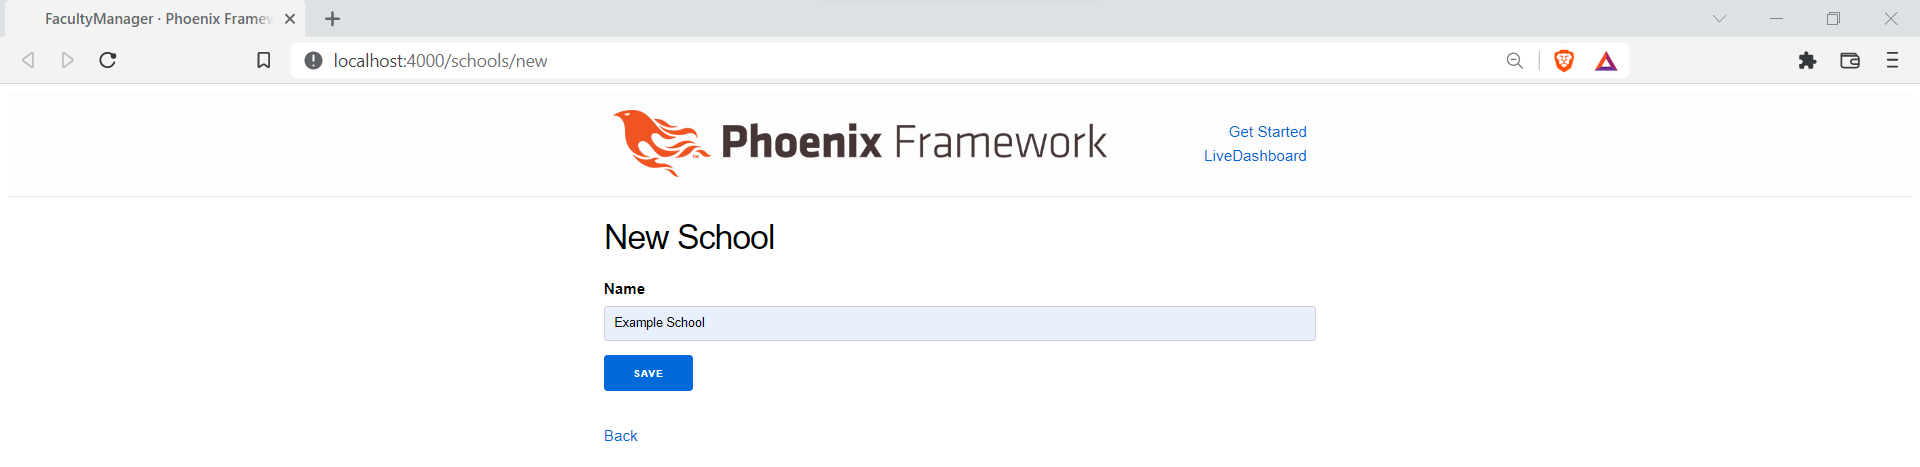 FacultyManager · Phoenix Framew
localhost:4000/schools/new
Phoenix Framework
TM
Get Started
LiveDashboard
New School
Name
Example School
SAVE
Back